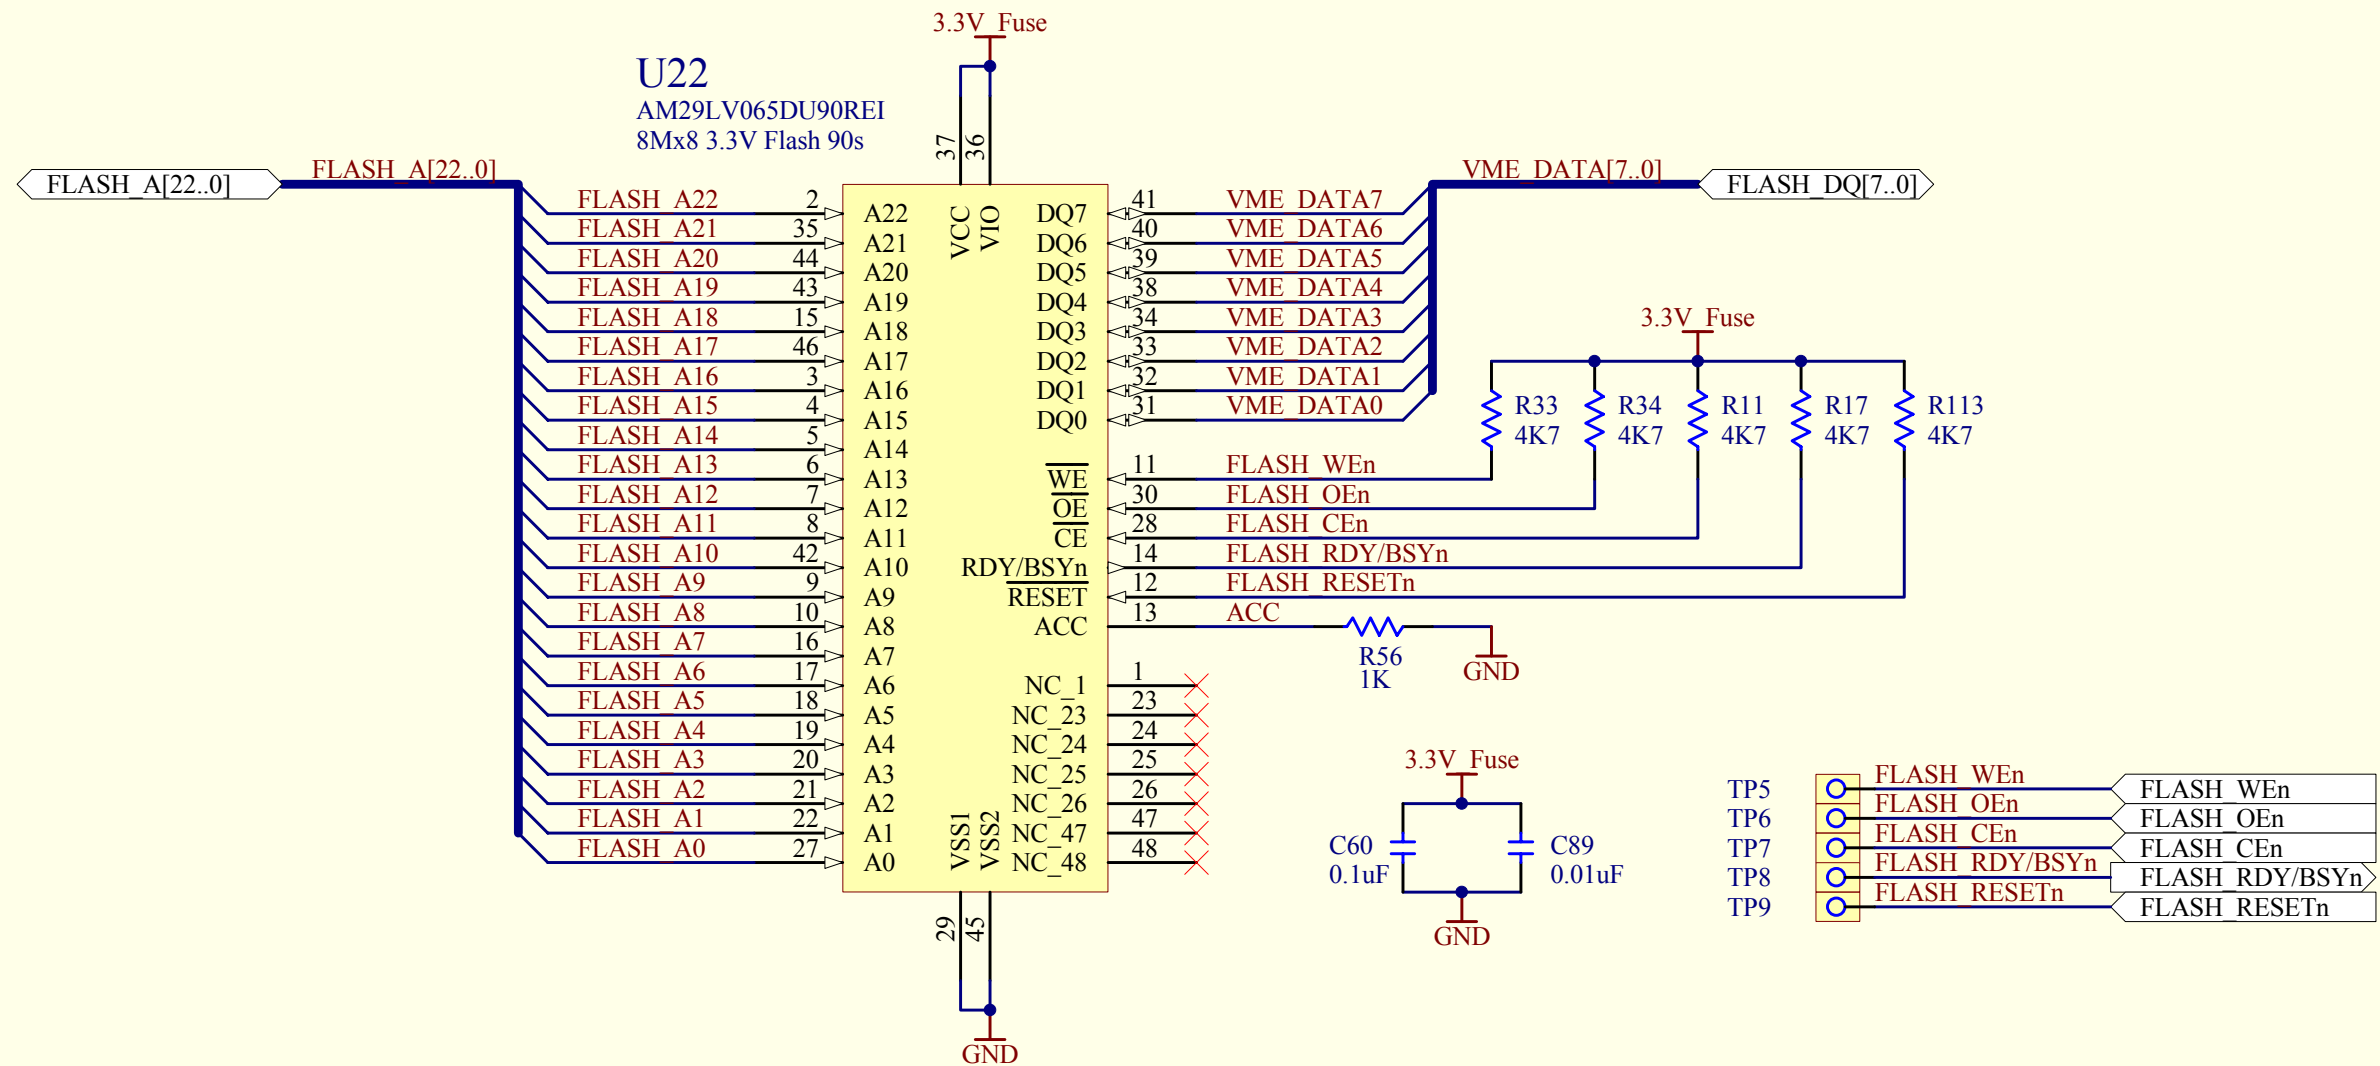 3.3V_Fuse
U22
AM29LV065DU90REI
8Mx8 3.3V Flash 90s
37
36
FLASH_A[22..0]
FLASH_A[22..0]
VME_DATA[7..0]
FLASH_DQ[7..0]
VCC
VIO
FLASH_A22 2 A22
FLASH_A21 35 A21
FLASH_A20 44 A20
FLASH_A19 43 A19
FLASH_A18 15 A18
FLASH_A17 46 A17
FLASH_A16 3 A16
FLASH_A15 4 A15
FLASH_A14 5 A14
FLASH_A13 6 A13
FLASH_A12 7 A12
FLASH_A11 8 A11
FLASH_A10 42 A10
FLASH_A9 9 A9
FLASH_A8 10 A8
FLASH_A7 16 A7
FLASH_A6 17 A6
FLASH_A5 18 A5
FLASH_A4 19 A4
FLASH_A3 20 A3
FLASH_A2 21 A2
FLASH_A1 22 A1
FLASH_A0 27 A0
DQ7 41 VME_DATA7
DQ6 40 VME_DATA6
DQ5 39 VME_DATA5
DQ4 38 VME_DATA4
DQ3 34 VME_DATA3
DQ2 33 VME_DATA2
DQ1 32 VME_DATA1
DQ0 31 VME_DATA0
WE 11 FLASH_WEn
OE 30 FLASH_OEn
CE 28 FLASH_CEn
RDY/BSYn 14 FLASH_RDY/BSYn
RESET 12 FLASH_RESETn
ACC 13 ACC
NC_1 1
NC_23 23
NC_24 24
NC_25 25
NC_26 26
NC_47 47
NC_48 48
VSS1
VSS2
29
45
GND
3.3V_Fuse
R33
4K7
R34
4K7
R11
4K7
R17
4K7
R113
4K7
R56
1K
GND
3.3V_Fuse
C60
0.1uF
C89
0.01uF
GND
TP5 FLASH_WEn FLASH_WEn
TP6 FLASH_OEn FLASH_OEn
TP7 FLASH_CEn FLASH_CEn
TP8 FLASH_RDY/BSYn FLASH_RDY/BSYn
TP9 FLASH_RESETn FLASH_RESETn